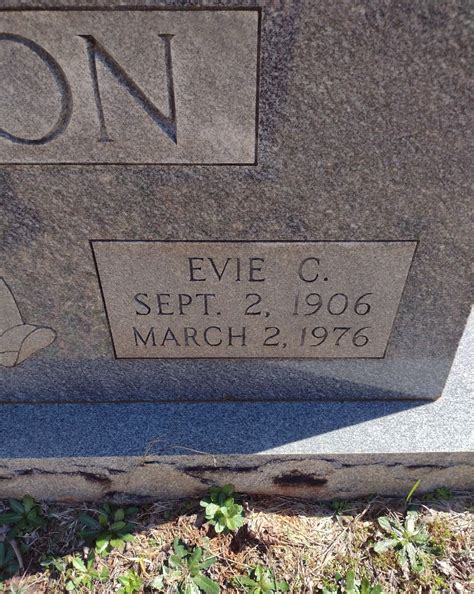 ON
EVIE C.
SEPT. 2, 1906
MARCH 2, 1976